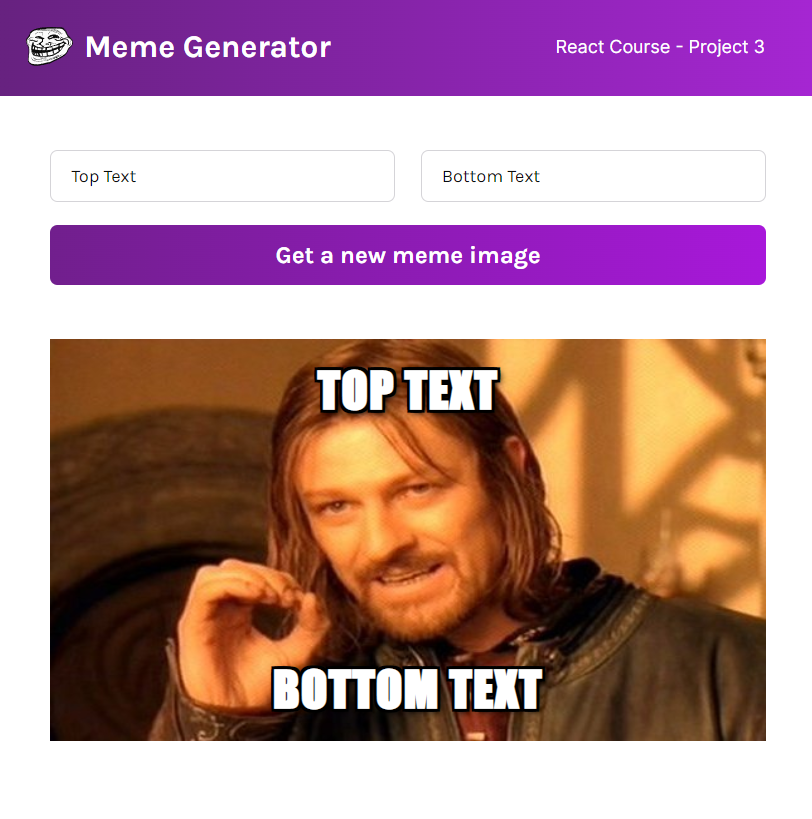 Meme Generator
React Course - Project 3
Top Text
Bottom Text
Get a new meme image
TOP TEXT
BOTTOM TEXT